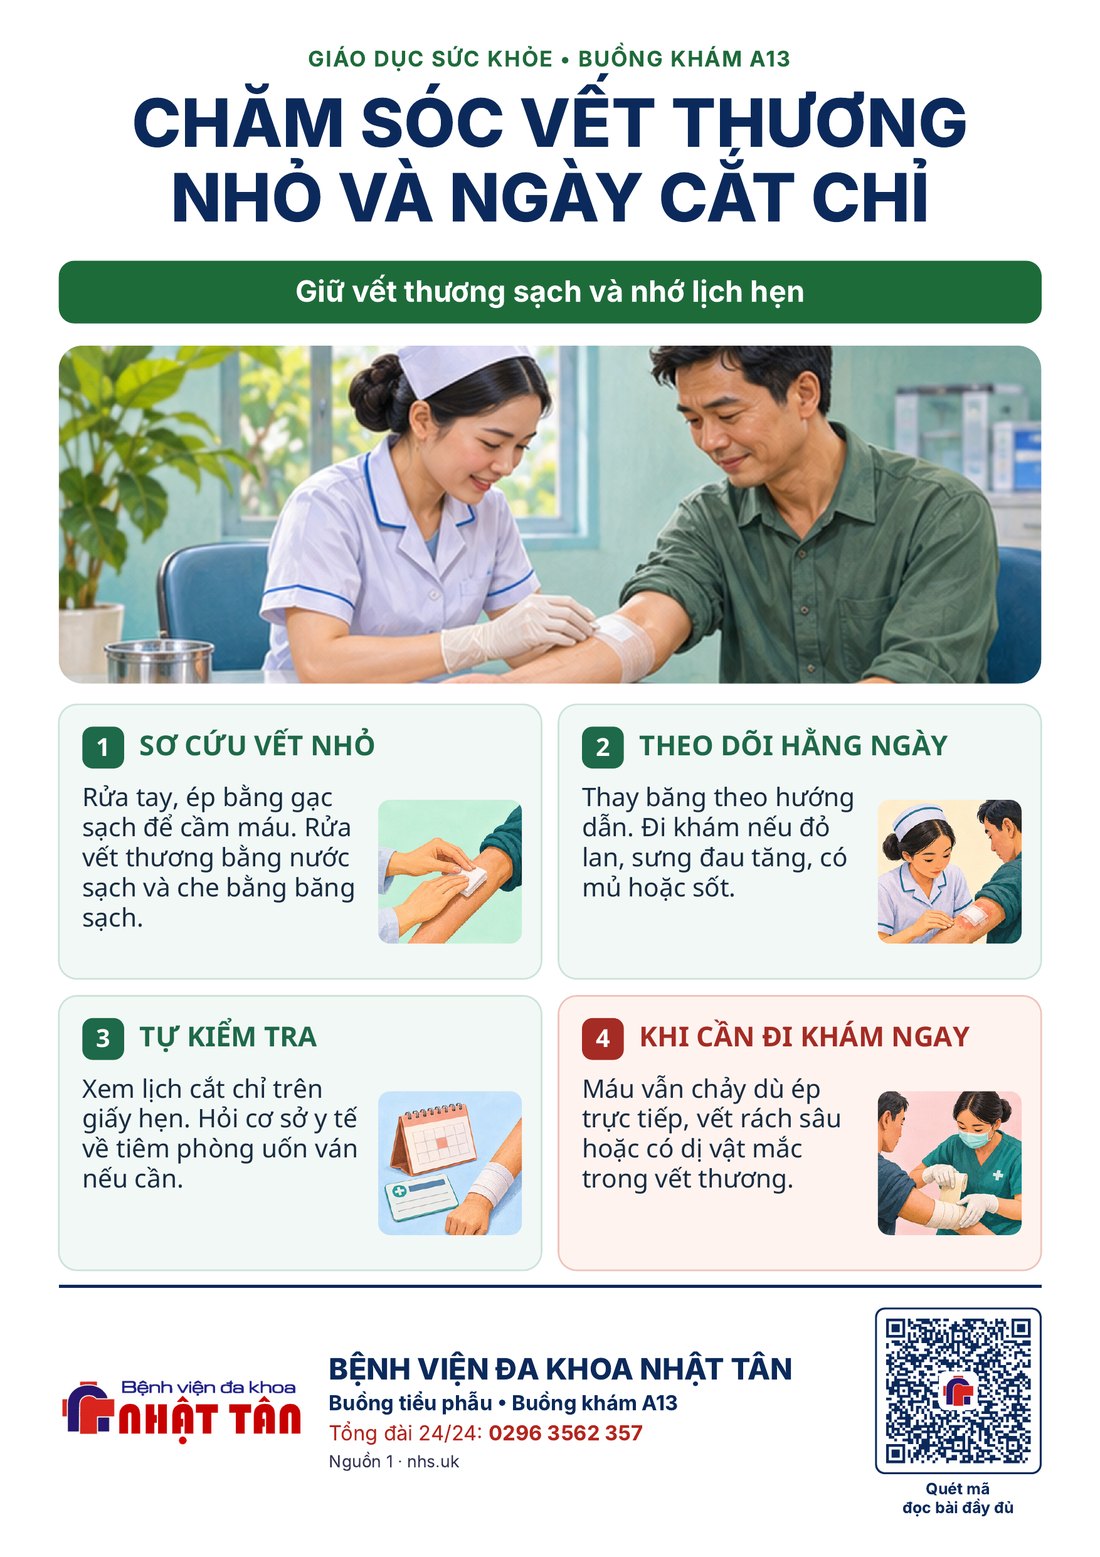 GIÁO DỤC SỨC KHỎE • BUỒNG KHÁM A13
CHĂM SÓC VẾT THƯƠNG
NHỎ VÀ NGÀY CẮT CHỈ
Giữ vết thương sạch và nhớ lịch hẹn
1 SƠ CỨU VẾT NHỎ
Rửa tay, ép bằng gạc
sạch để cầm máu. Rửa
vết thương bằng nước
sạch và che bằng băng
sạch.
2 THEO DÕI HẰNG NGÀY
Thay băng theo hướng
dẫn. Đi khám nếu đỏ
lan, sưng đau tăng, có
mủ hoặc sốt.
3 TỰ KIỂM TRA
Xem lịch cắt chỉ trên
giấy hẹn. Hỏi cơ sở y tế
về tiêm phòng uốn ván
nếu cần.
4 KHI CẦN ĐI KHÁM NGAY
Máu vẫn chảy dù ép
trực tiếp, vết rách sâu
hoặc có dị vật mắc
trong vết thương.
Bệnh viện đa khoa
NHẬT TÂN
BỆNH VIỆN ĐA KHOA NHẬT TÂN
Buồng tiểu phẫu • Buồng khám A13
Tổng đài 24/24: 0296 3562 357
Nguồn 1 · nhs.uk
Quét mã
đọc bài đầy đủ